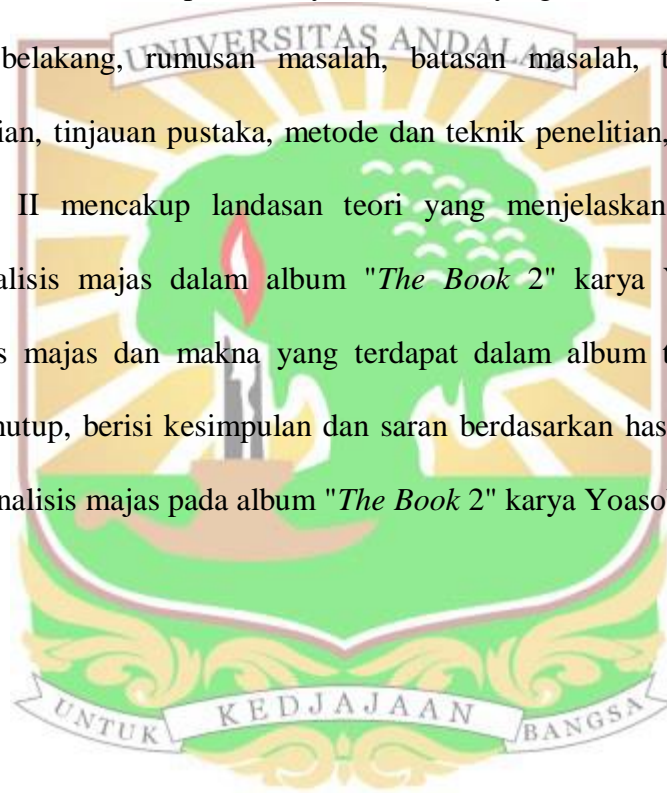 UNIVERSITAS ANDALAS
belakang, rumusan masalah, batasan masalah, t
ian, tinjauan pustaka, metode dan teknik penelitian,
II mencakup landasan teori yang menjelaskan
alisis majas dalam album "The Book 2" karya Y
s majas dan makna yang terdapat dalam album t
nutup, berisi kesimpulan dan saran berdasarkan has
nalisis majas pada album "The Book 2" karya Yoaso
UNTUK KEDJAJAAN BANGSA